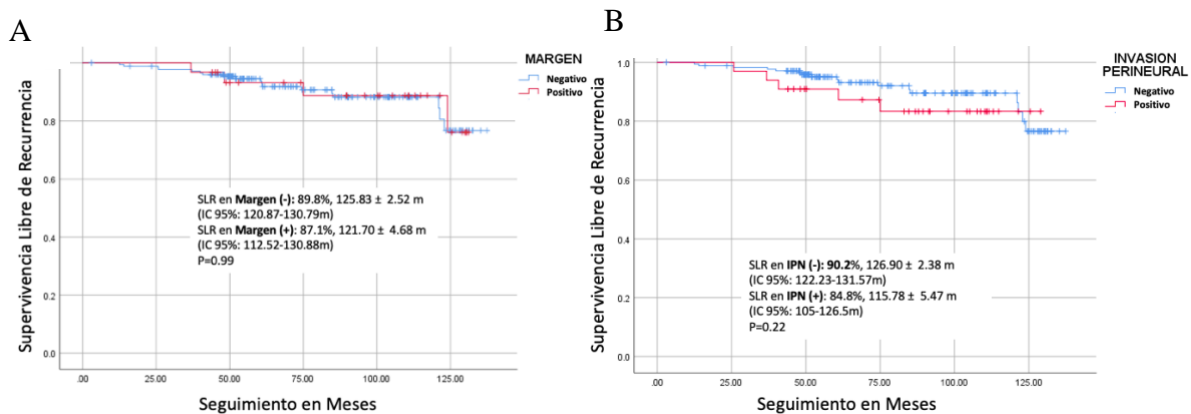 A
MARGEN
Negativo
Positivo
Supervivencia Libre de Recurrencia
1.0
0.8
0.6
0.4
0.2
0.0
SLR en Margen (-): 89.8%, 125.83 ± 2.52 m
(IC 95%: 120.87-130.79m)
SLR en Margen (+): 87.1%, 121.70 ± 4.68 m
(IC 95%: 112.52-130.88m)
P=0.99
.00 25.00 50.00 75.00 100.00 125.00
Seguimiento en Meses
B
INVASION
PERINEURAL
Negativo
Positivo
Supervivencia Libre de Recurrencia
1.0
0.8
0.6
0.4
0.2
0.0
SLR en IPN (-): 90.2%, 126.90 ± 2.38 m
(IC 95%: 122.23-131.57m)
SLR en IPN (+): 84.8%, 115.78 ± 5.47 m
(IC 95%: 105-126.5m)
P=0.22
.00 25.00 50.00 75.00 100.00 125.00
Seguimiento en Meses